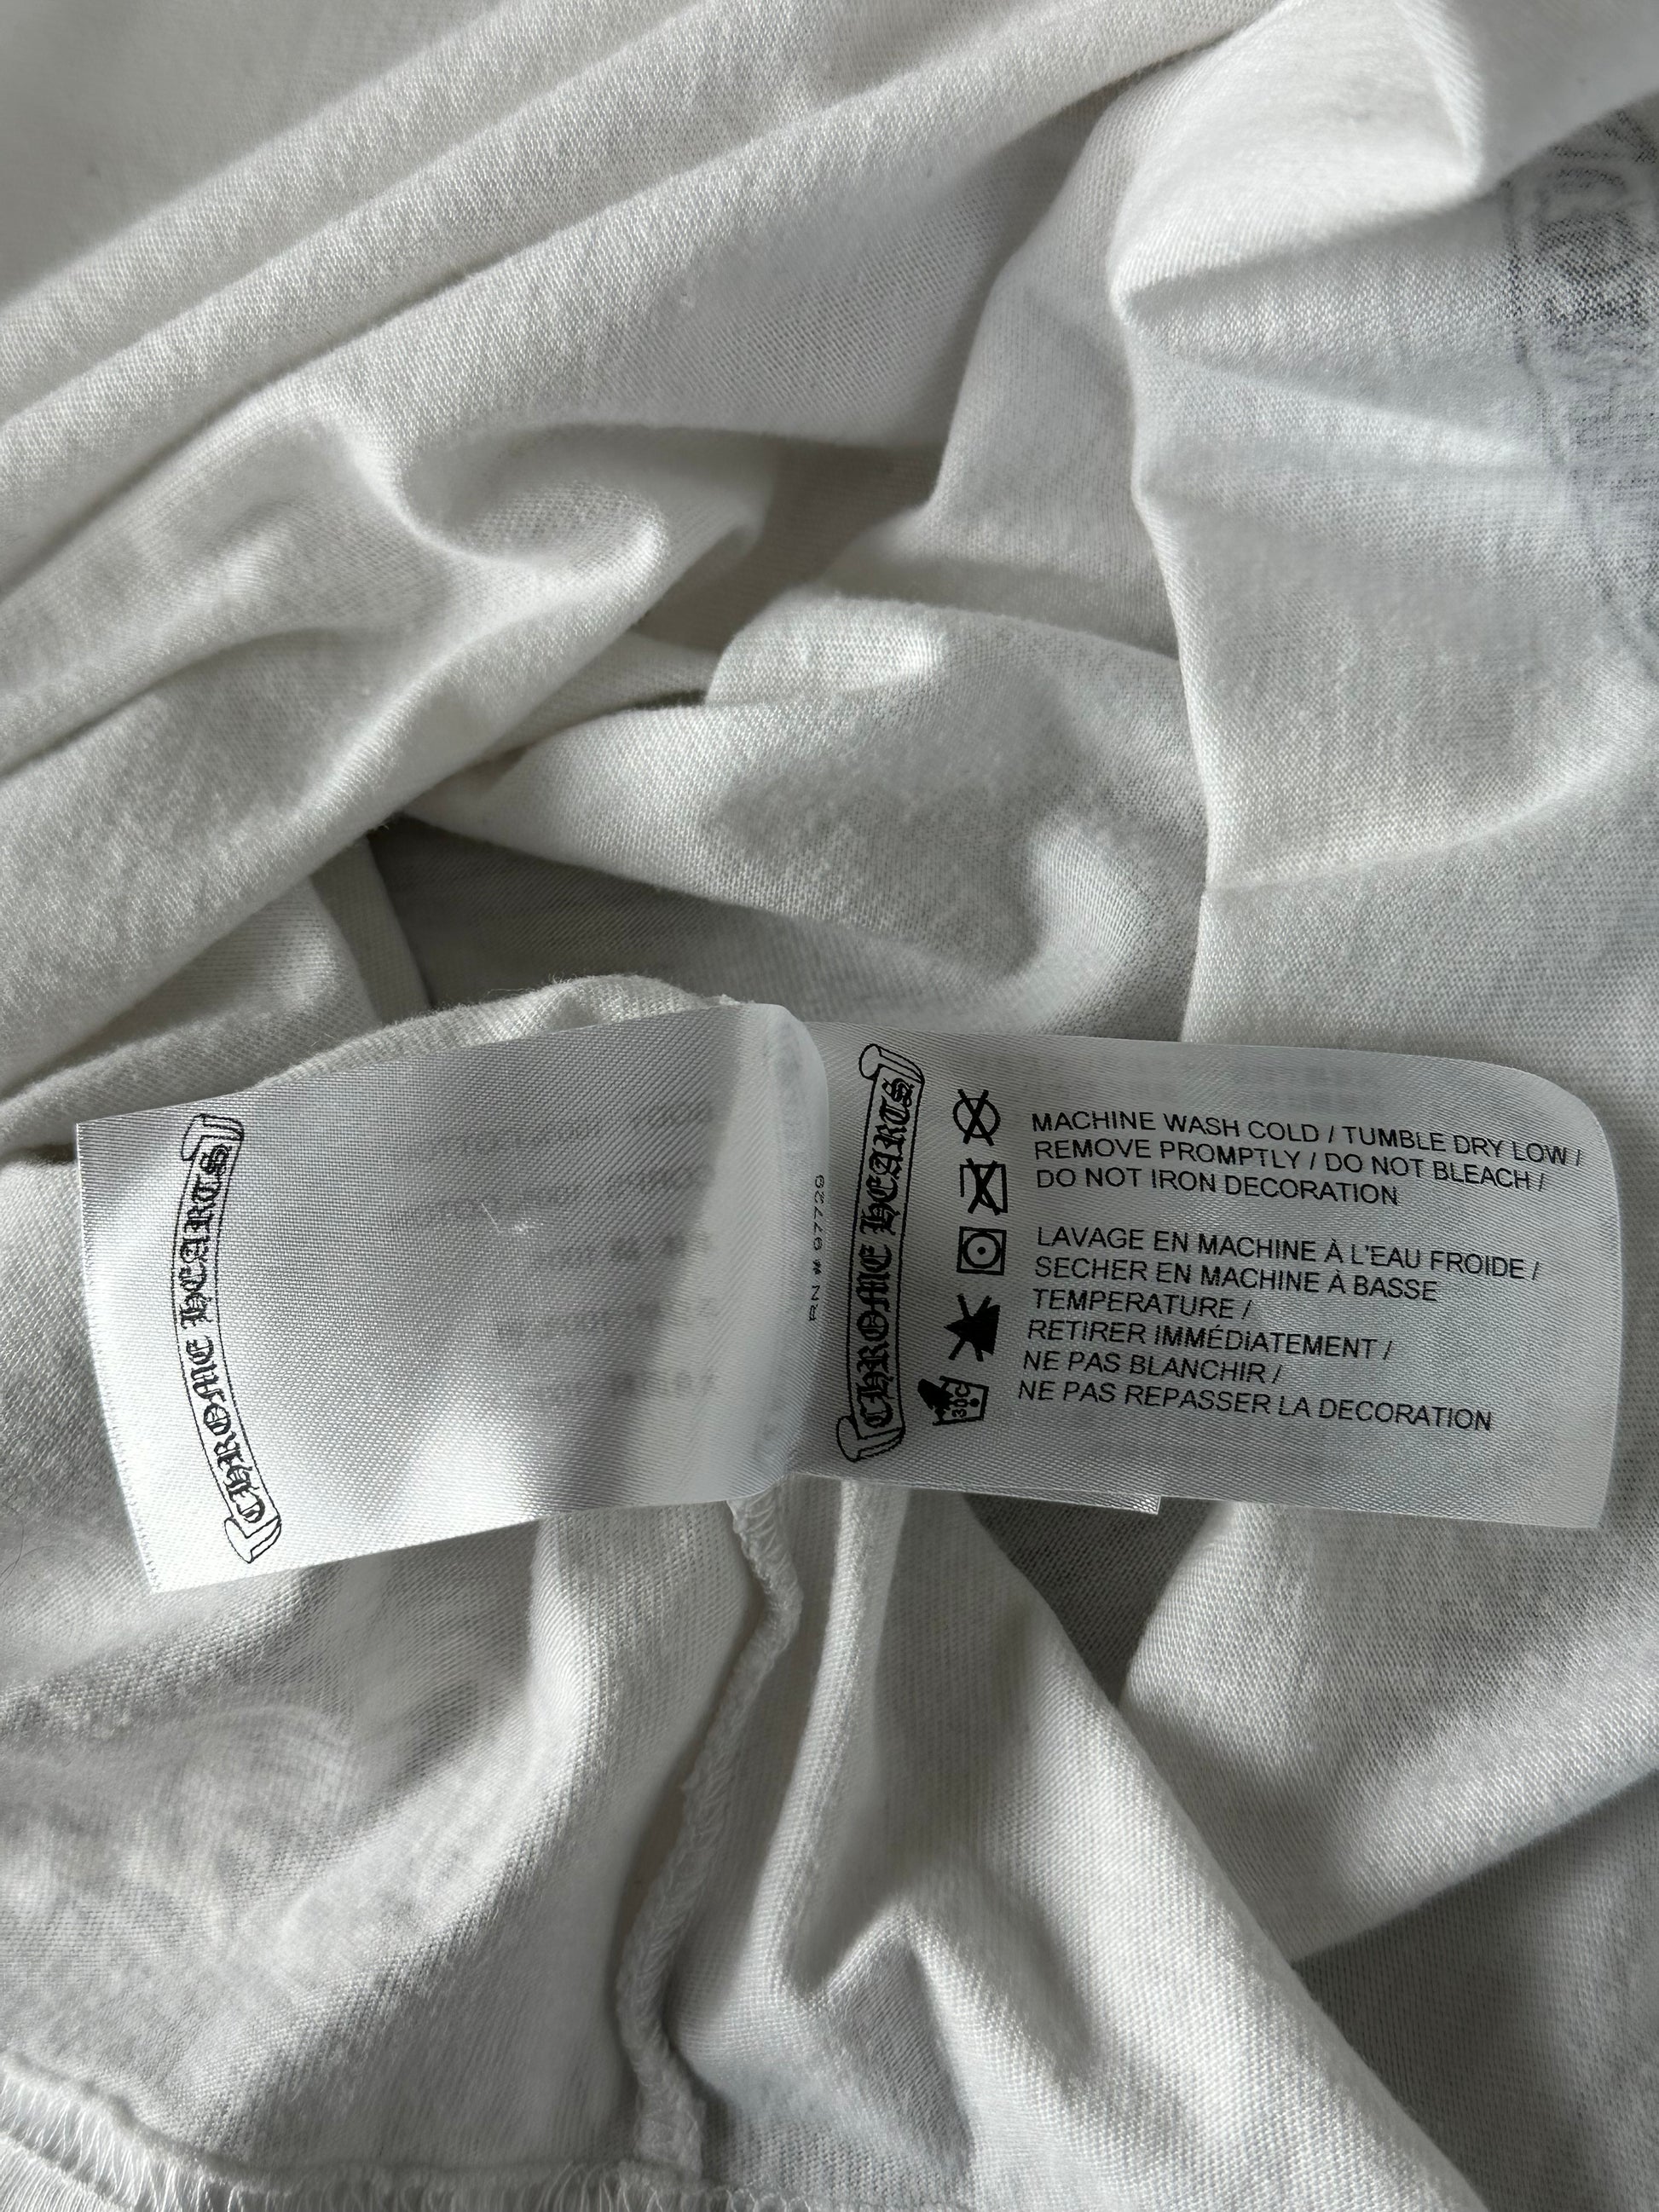 CHROME HEARTS
RN # 97729
CHROME HEARTS
MACHINE WASH COLD / TUMBLE DRY LOW /
REMOVE PROMPTLY / DO NOT BLEACH /
DO NOT IRON DECORATION
LAVAGE EN MACHINE À L'EAU FROIDE /
SECHER EN MACHINE À BASSE
TEMPERATURE /
RETIRER IMMÉDIATEMENT /
NE PAS BLANCHIR /
NE PAS REPASSER LA DECORATION
30C